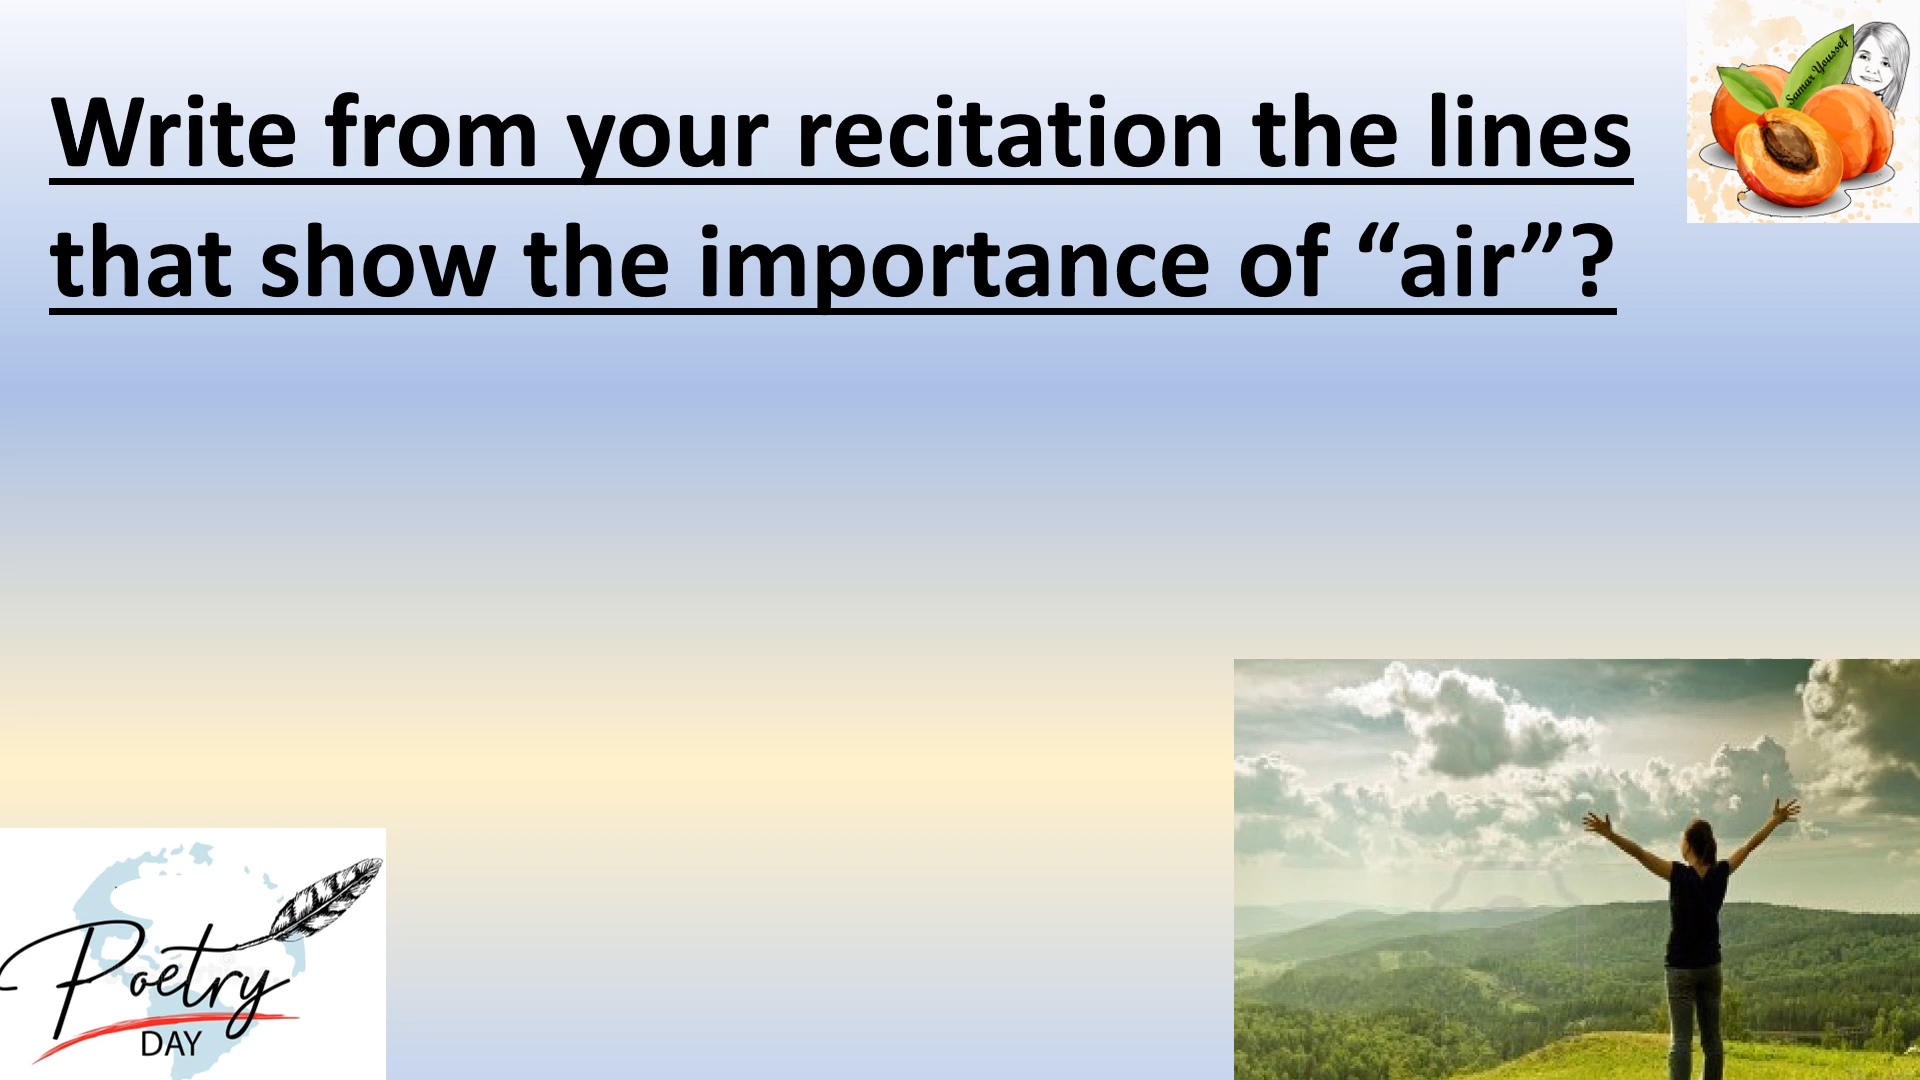 Write from your recitation the lines
that show the importance of “air”?
Samar Youssef
Poetry
DAY